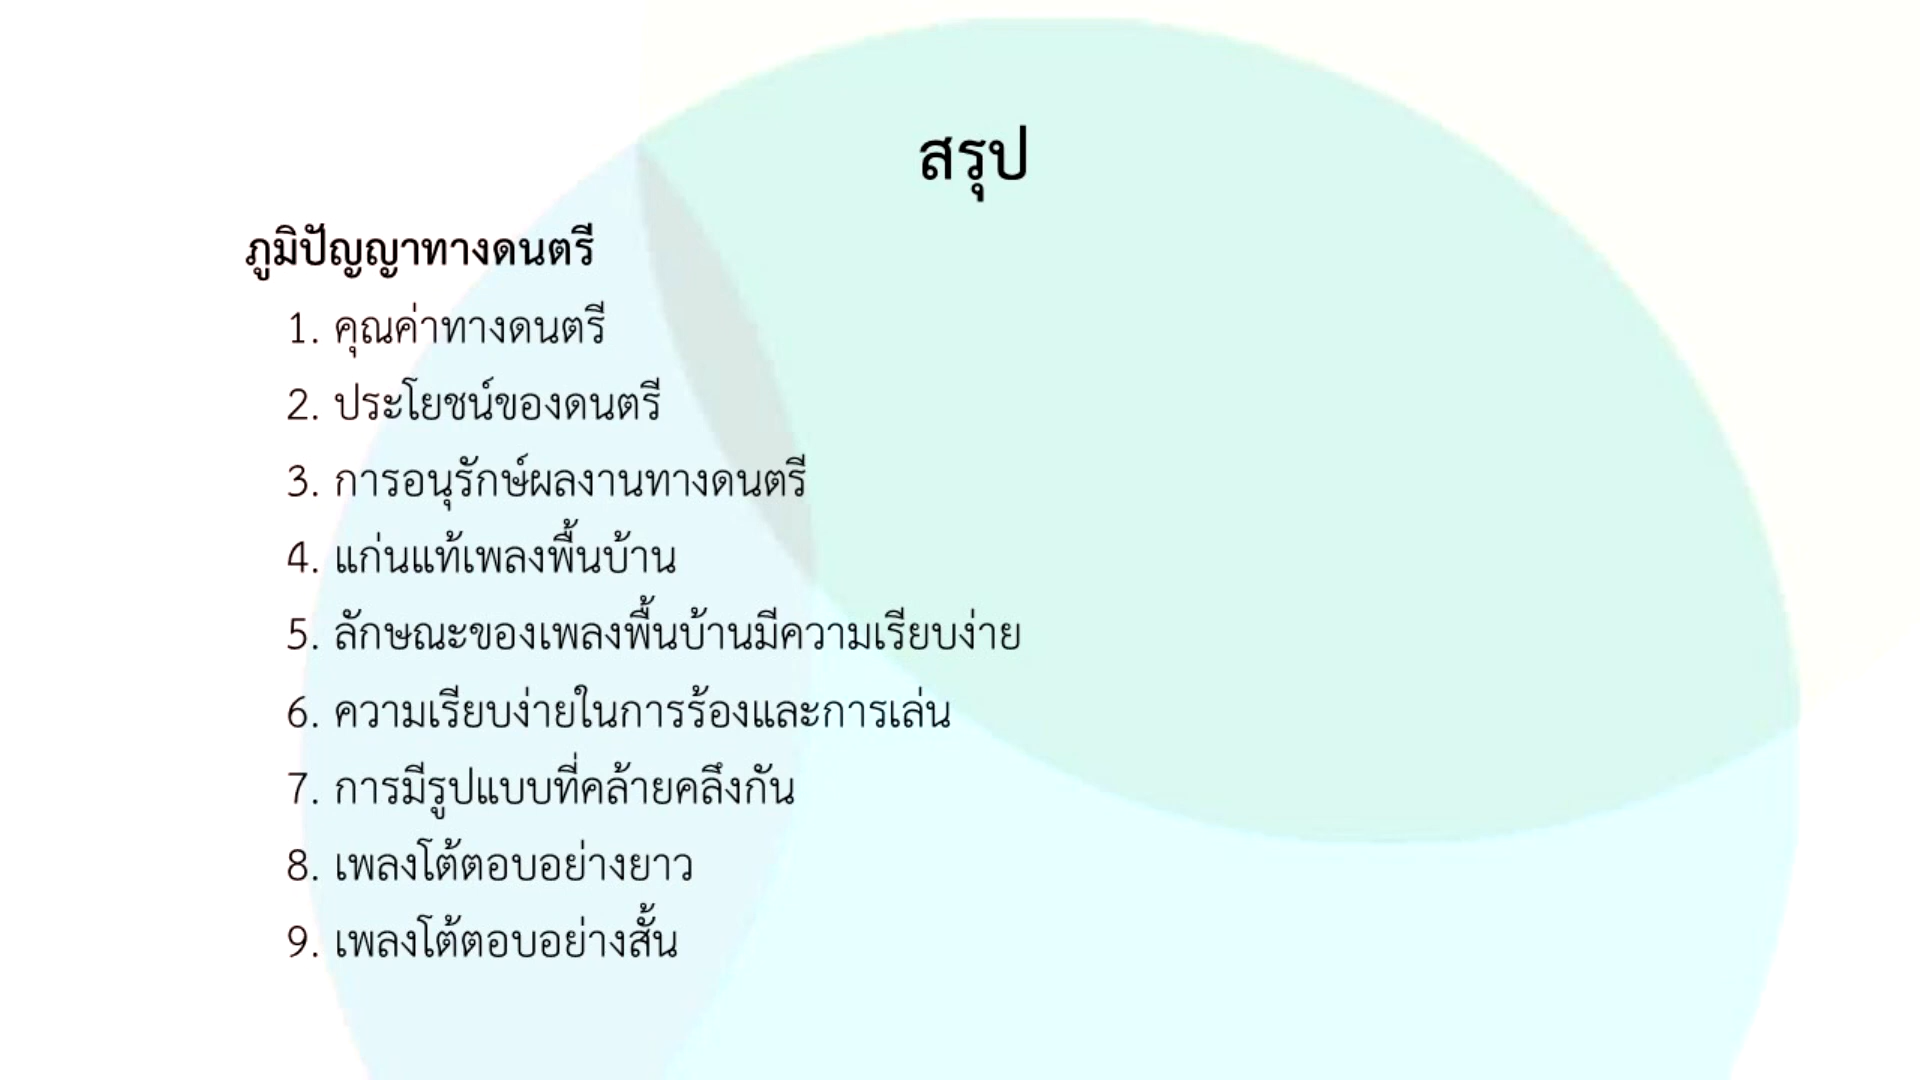 สรุป
ภูมิปัญญาทางดนตรี
1. คุณค่าทางดนตรี
2. ประโยชน์ของดนตรี
3. การอนุรักษ์ผลงานทางดนตรี
4. แก่นแท้เพลงพื้นบ้าน
5. ลักษณะของเพลงพื้นบ้านมีความเรียบง่าย
6. ความเรียบง่ายในการร้องและการเล่น
7. การมีรูปแบบที่คล้ายคลึงกัน
8. เพลงโต้ตอบอย่างยาว
9. เพลงโต้ตอบอย่างสั้น